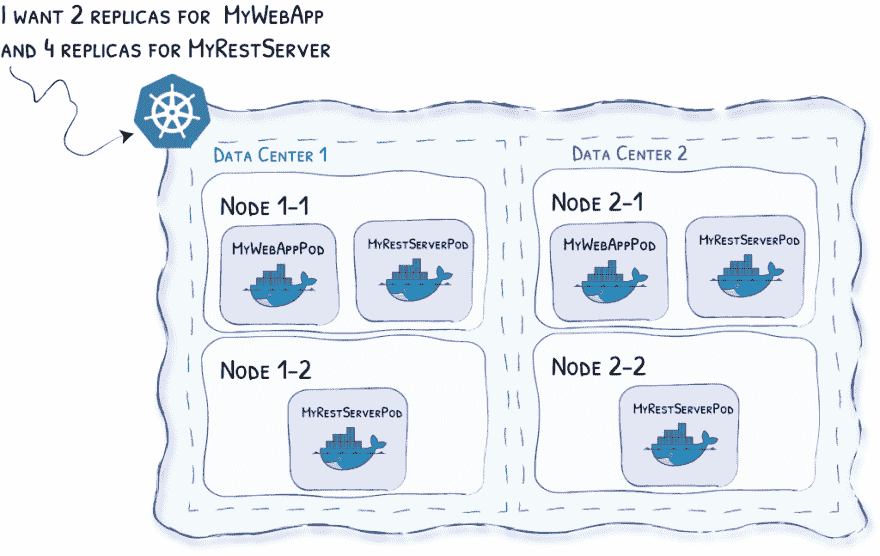 I want 2 replicas for MyWebApp
and 4 replicas for MyRestServer
Data Center 1
Data Center 2
Node 1-1
MyWebAppPod
MyRestServerPod
Node 2-1
MyWebAppPod
MyRestServerPod
Node 1-2
MyRestServerPod
Node 2-2
MyRestServerPod